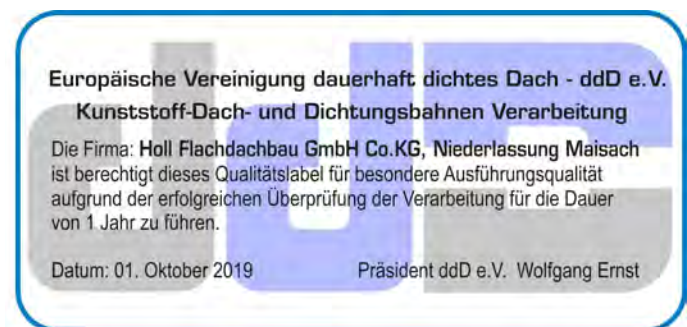 Europäische Vereinigung dauerhaft dichtes Dach - ddD e.V.
Kunststoff-Dach- und Dichtungsbahnen Verarbeitung
Die Firma: Holl Flachdachbau GmbH Co.KG, Niederlassung Maisach
ist berechtigt dieses Qualitätslabel für besondere Ausführungsqualität
aufgrund der erfolgreichen Überprüfung der Verarbeitung für die Dauer
von 1 Jahr zu führen.
Datum: 01. Oktober 2019 Präsident ddD e.V. Wolfgang Ernst